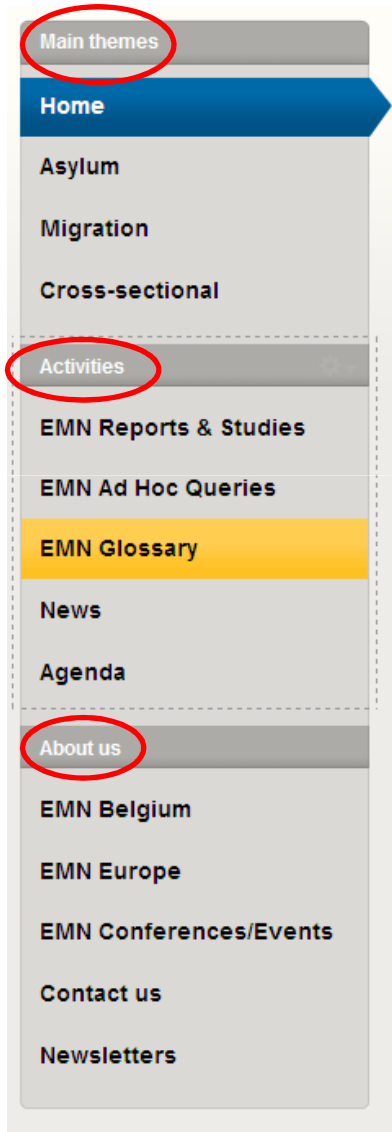 Main themes
Home
Asylum
Migration
Cross-sectional
Activities
EMN Reports & Studies
EMN Ad Hoc Queries
EMN Glossary
News
Agenda
About us
EMN Belgium
EMN Europe
EMN Conferences/Events
Contact us
Newsletters